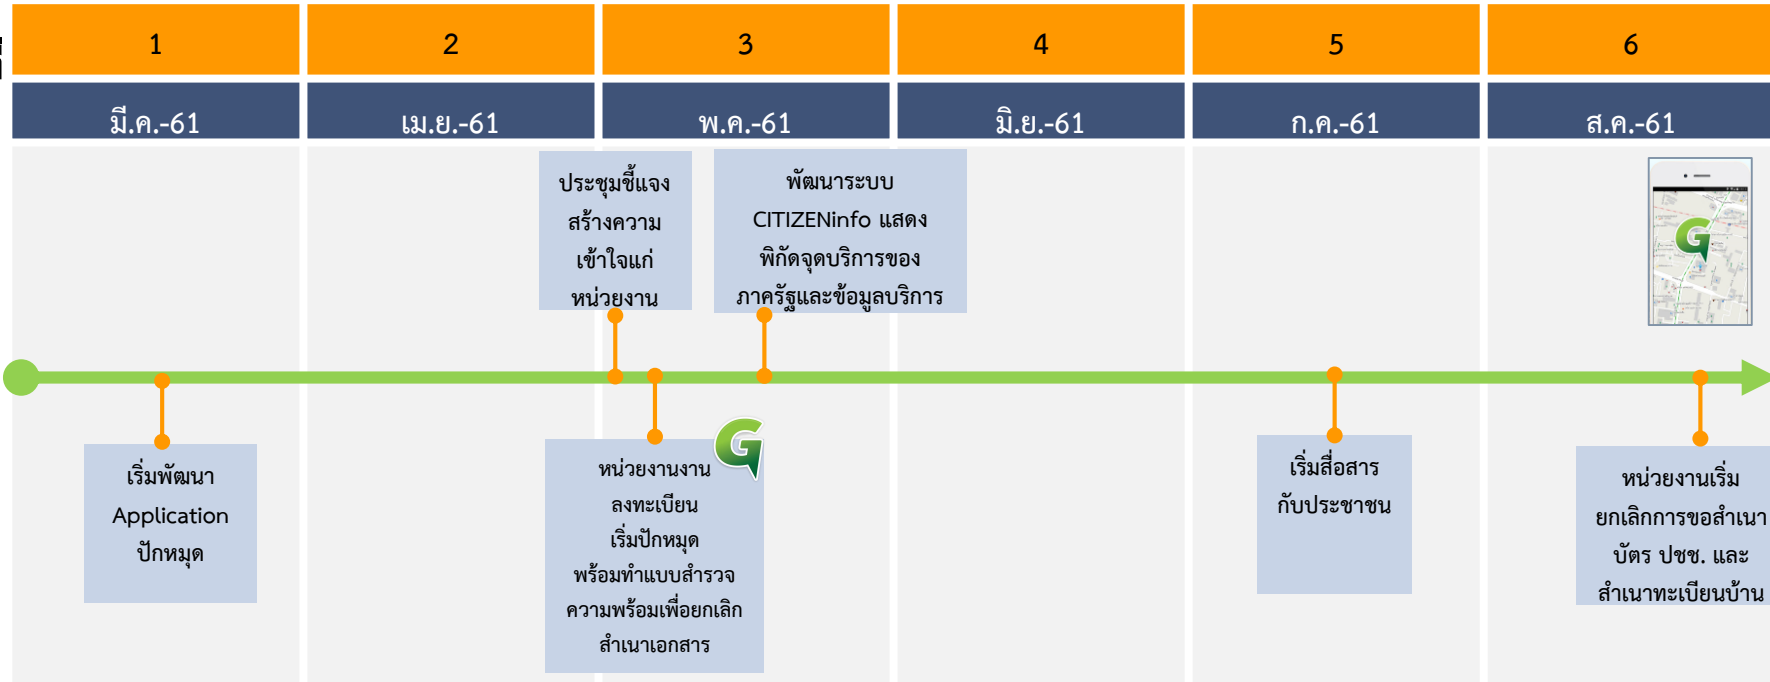 1
2
3
4
5
6
มี.ค.-61
เม.ย.-61
พ.ค.-61
มิ.ย.-61
ก.ค.-61
ส.ค.-61
ประชุมชี้แจง
สร้างความ
เข้าใจแก่
หน่วยงาน
พัฒนาระบบ
CITIZENinfo แสดง
พิกัดจุดบริการของ
ภาครัฐและข้อมูลบริการ
เริ่มพัฒนา
Application
ปักหมุด
หน่วยงานงาน
ลงทะเบียน
เริ่มปักหมุด
พร้อมทำแบบสำรวจ
ความพร้อมเพื่อยกเลิก
สำเนาเอกสาร
เริ่มสื่อสาร
กับประชาชน
หน่วยงานเริ่ม
ยกเลิกการขอสำเนา
บัตร ปชช. และ
สำเนาทะเบียนบ้าน